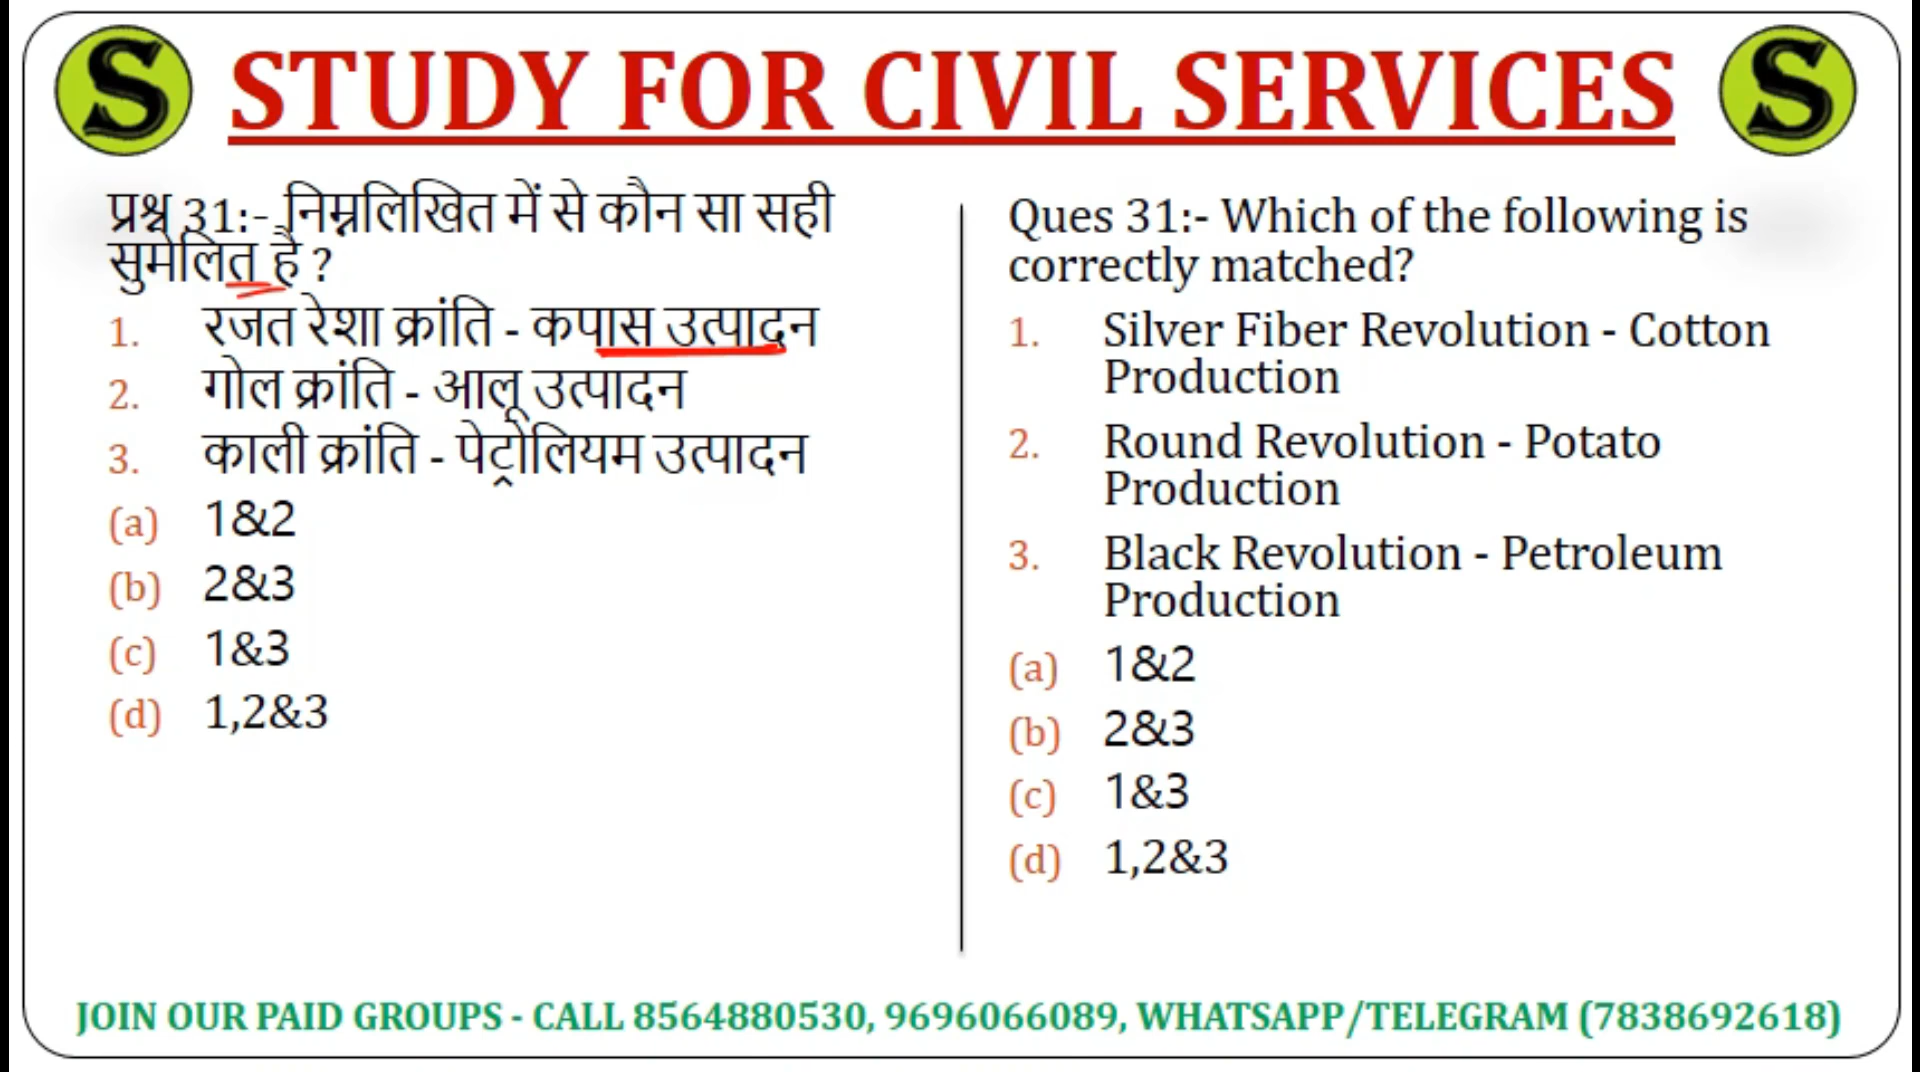 S STUDY FOR CIVIL SERVICES S
प्रश्न 31:- निम्नलिखित में से कौन सा सही
सुमेलित है ?
1. रजत रेशा क्रांति - कपास उत्पादन
2. गोल क्रांति - आलू उत्पादन
3. काली क्रांति - पेट्रोलियम उत्पादन
(a) 1&2
(b) 2&3
(c) 1&3
(d) 1,2&3
Ques 31:- Which of the following is
correctly matched?
1. Silver Fiber Revolution - Cotton
Production
2. Round Revolution - Potato
Production
3. Black Revolution - Petroleum
Production
(a) 1&2
(b) 2&3
(c) 1&3
(d) 1,2&3
JOIN OUR PAID GROUPS - CALL 8564880530, 9696066089, WHATSAPP/TELEGRAM (7838692618)